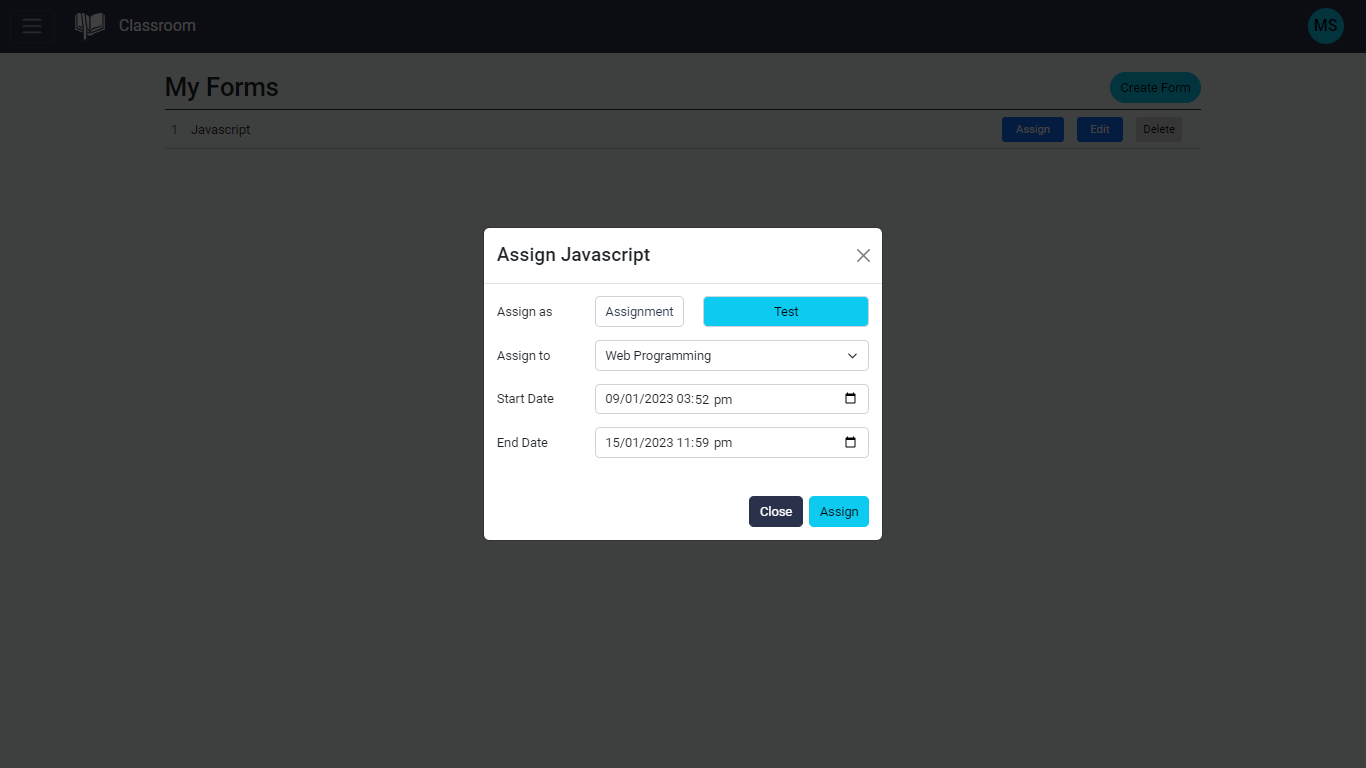 Classroom MS
My Forms Create Form
1 Javascript Assign Edit Delete
Assign Javascript
Assign as Assignment Test
Assign to Web Programming
Start Date 09/01/2023 03:52 pm
End Date 15/01/2023 11:59 pm
Close Assign